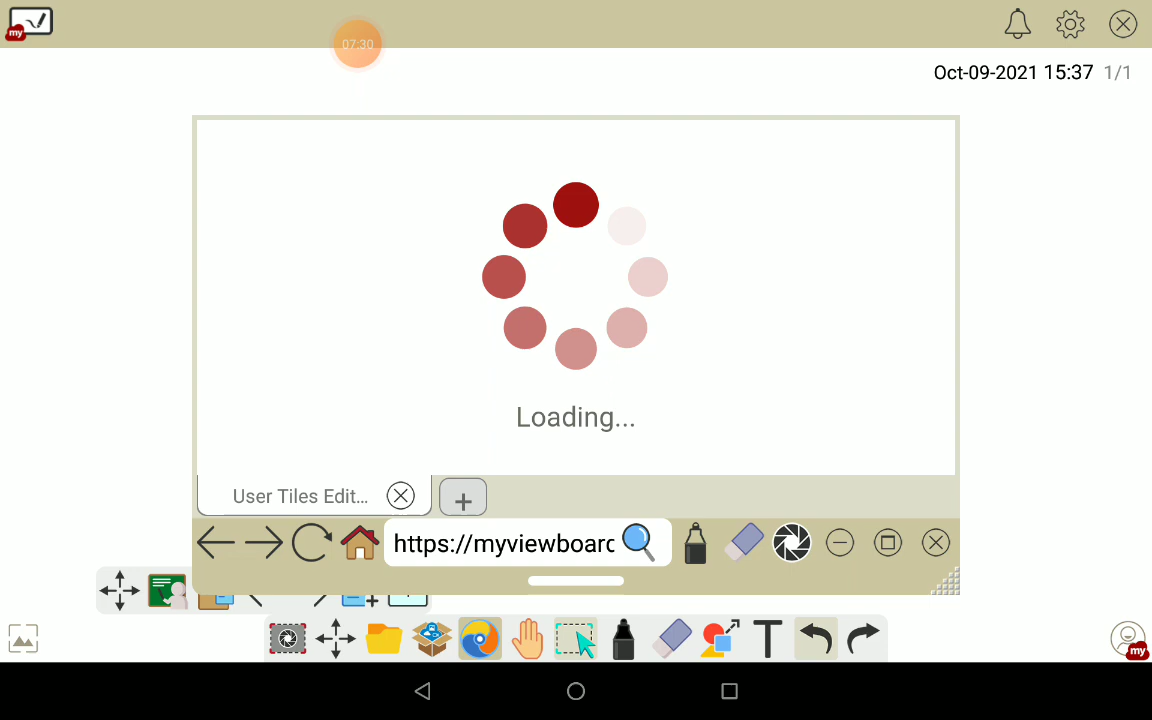 my
07:30
Oct-09-2021 15:37 1/1
Loading...
User Tiles Edit...
https://myviewboarc
my